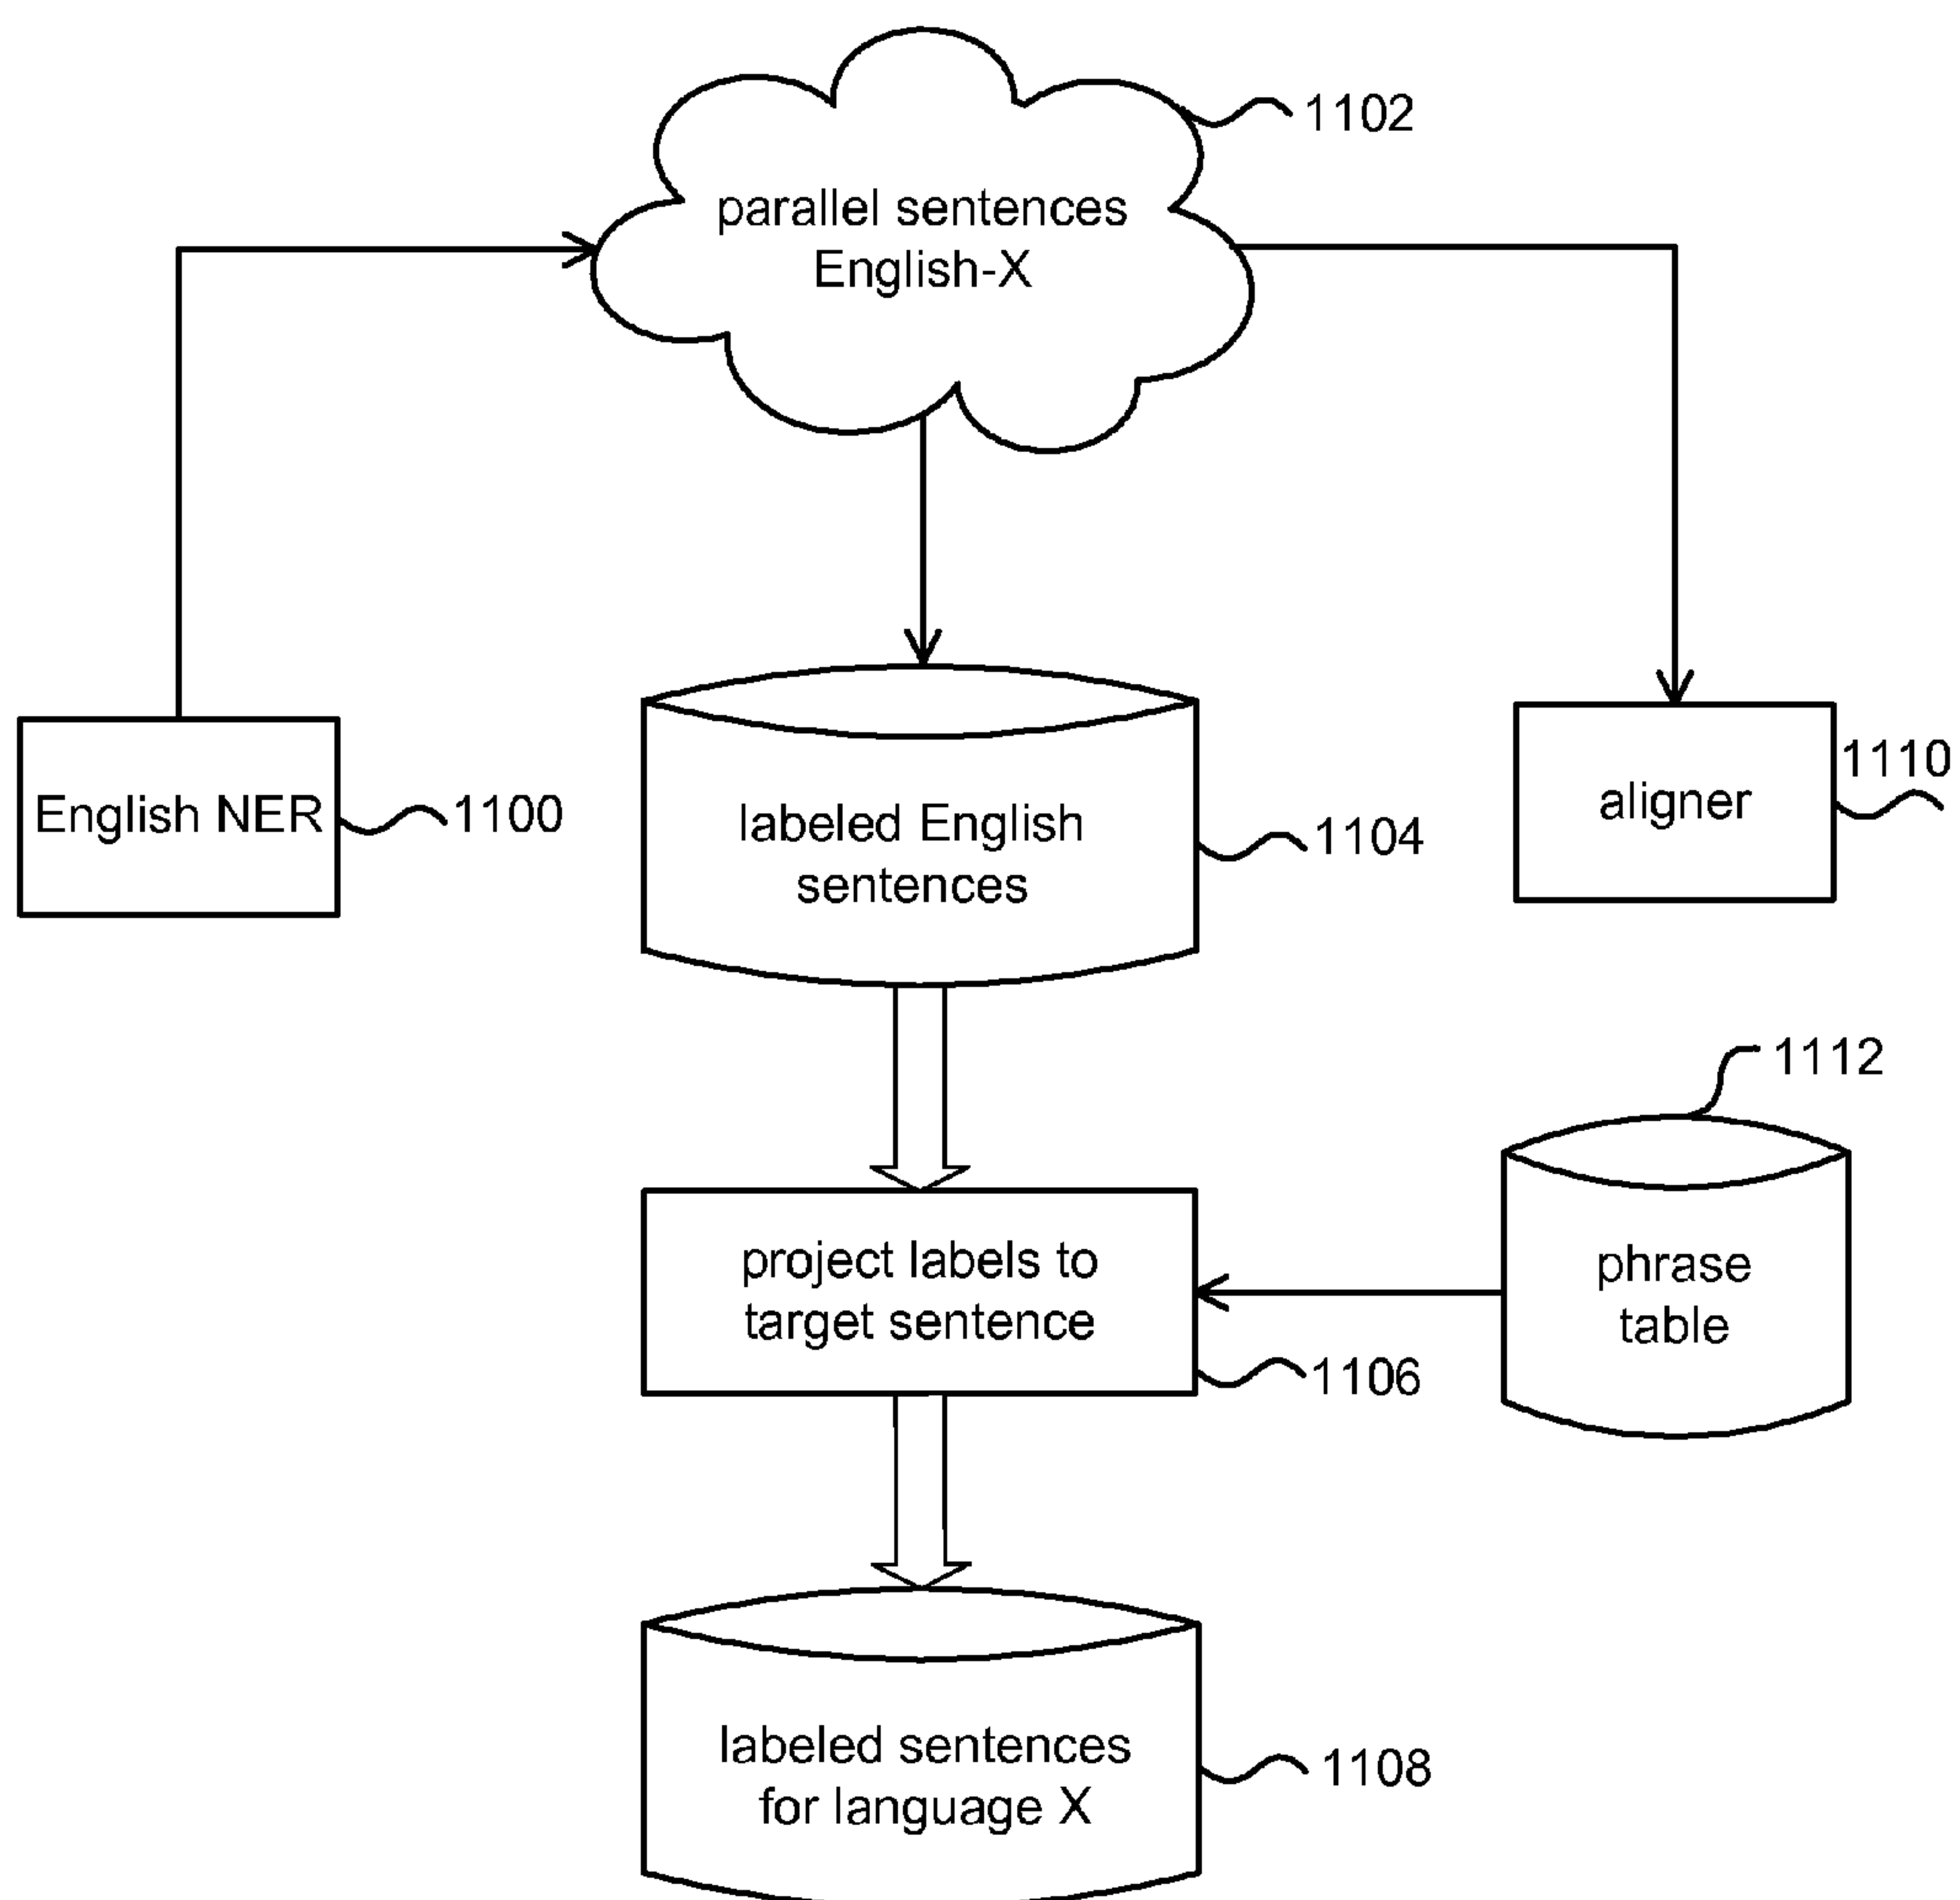 1102
parallel sentences
English-X
English NER
1100
labeled English
sentences
1104
aligner
1110
1112
project labels to
target sentence
1106
phrase
table
labeled sentences
for language X
1108